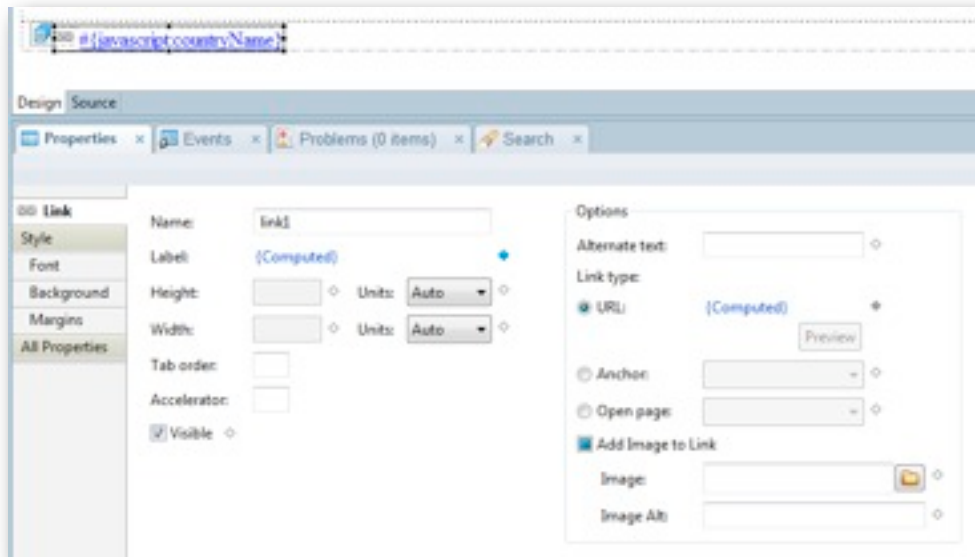 #{javascript:countryName}
Design Source
Properties Events Problems (0 items) Search
Link
Style
Font
Background
Margins
All Properties
Name: link1
Label: {Computed}
Height: Units: Auto
Width: Units: Auto
Tab order:
Accelerator:
Visible
Options
Alternate text:
Link type:
URL: {Computed}
Preview
Anchor:
Open page:
Add Image to Link
Image:
Image Alt: